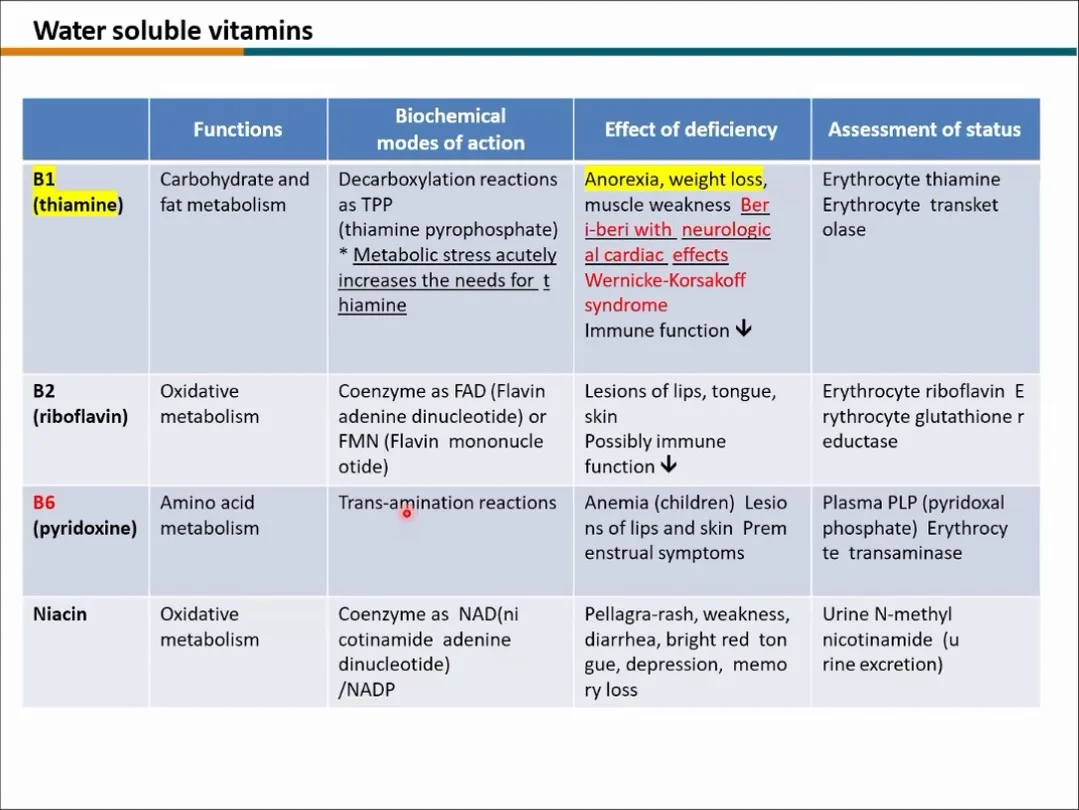 Water soluble vitamins
Functions
Biochemical
modes of action
Effect of deficiency
Assessment of status
B1
(thiamine)
Carbohydrate and
fat metabolism
Decarboxylation reactions
as TPP
(thiamine pyrophosphate)
* Metabolic stress acutely
increases the needs for t
hiamine
Anorexia, weight loss,
muscle weakness Ber
i-beri with neurologic
al cardiac effects
Wernicke-Korsakoff
syndrome
Immune function ↓
Erythrocyte thiamine
Erythrocyte transket
olase
B2
(riboflavin)
Oxidative
metabolism
Coenzyme as FAD (Flavin
adenine dinucleotide) or
FMN (Flavin mononucle
otide)
Lesions of lips, tongue,
skin
Possibly immune
function ↓
Erythrocyte riboflavin E
rythrocyte glutathione r
eductase
B6
(pyridoxine)
Amino acid
metabolism
Trans-amination reactions
Anemia (children) Lesio
ns of lips and skin Prem
enstrual symptoms
Plasma PLP (pyridoxal
phosphate) Erythrocy
te transaminase
Niacin
Oxidative
metabolism
Coenzyme as NAD(ni
cotinamide adenine
dinucleotide)
/NADP
Pellagra-rash, weakness,
diarrhea, bright red ton
gue, depression, memo
ry loss
Urine N-methyl
nicotinamide (u
rine excretion)